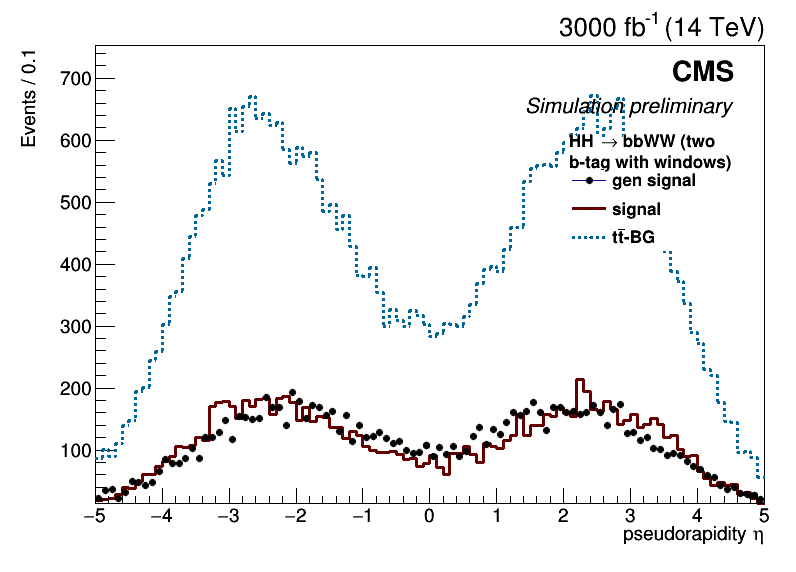 3000 fb⁻¹ (14 TeV)
Events / 0.1
CMS
Simulation preliminary
HH → bbWW (two
b-tag with windows)
gen signal
signal
tt̄-BG
700
600
500
400
300
200
100
−5 −4 −3 −2 −1 0 1 2 3 4 5
pseudorapidity η